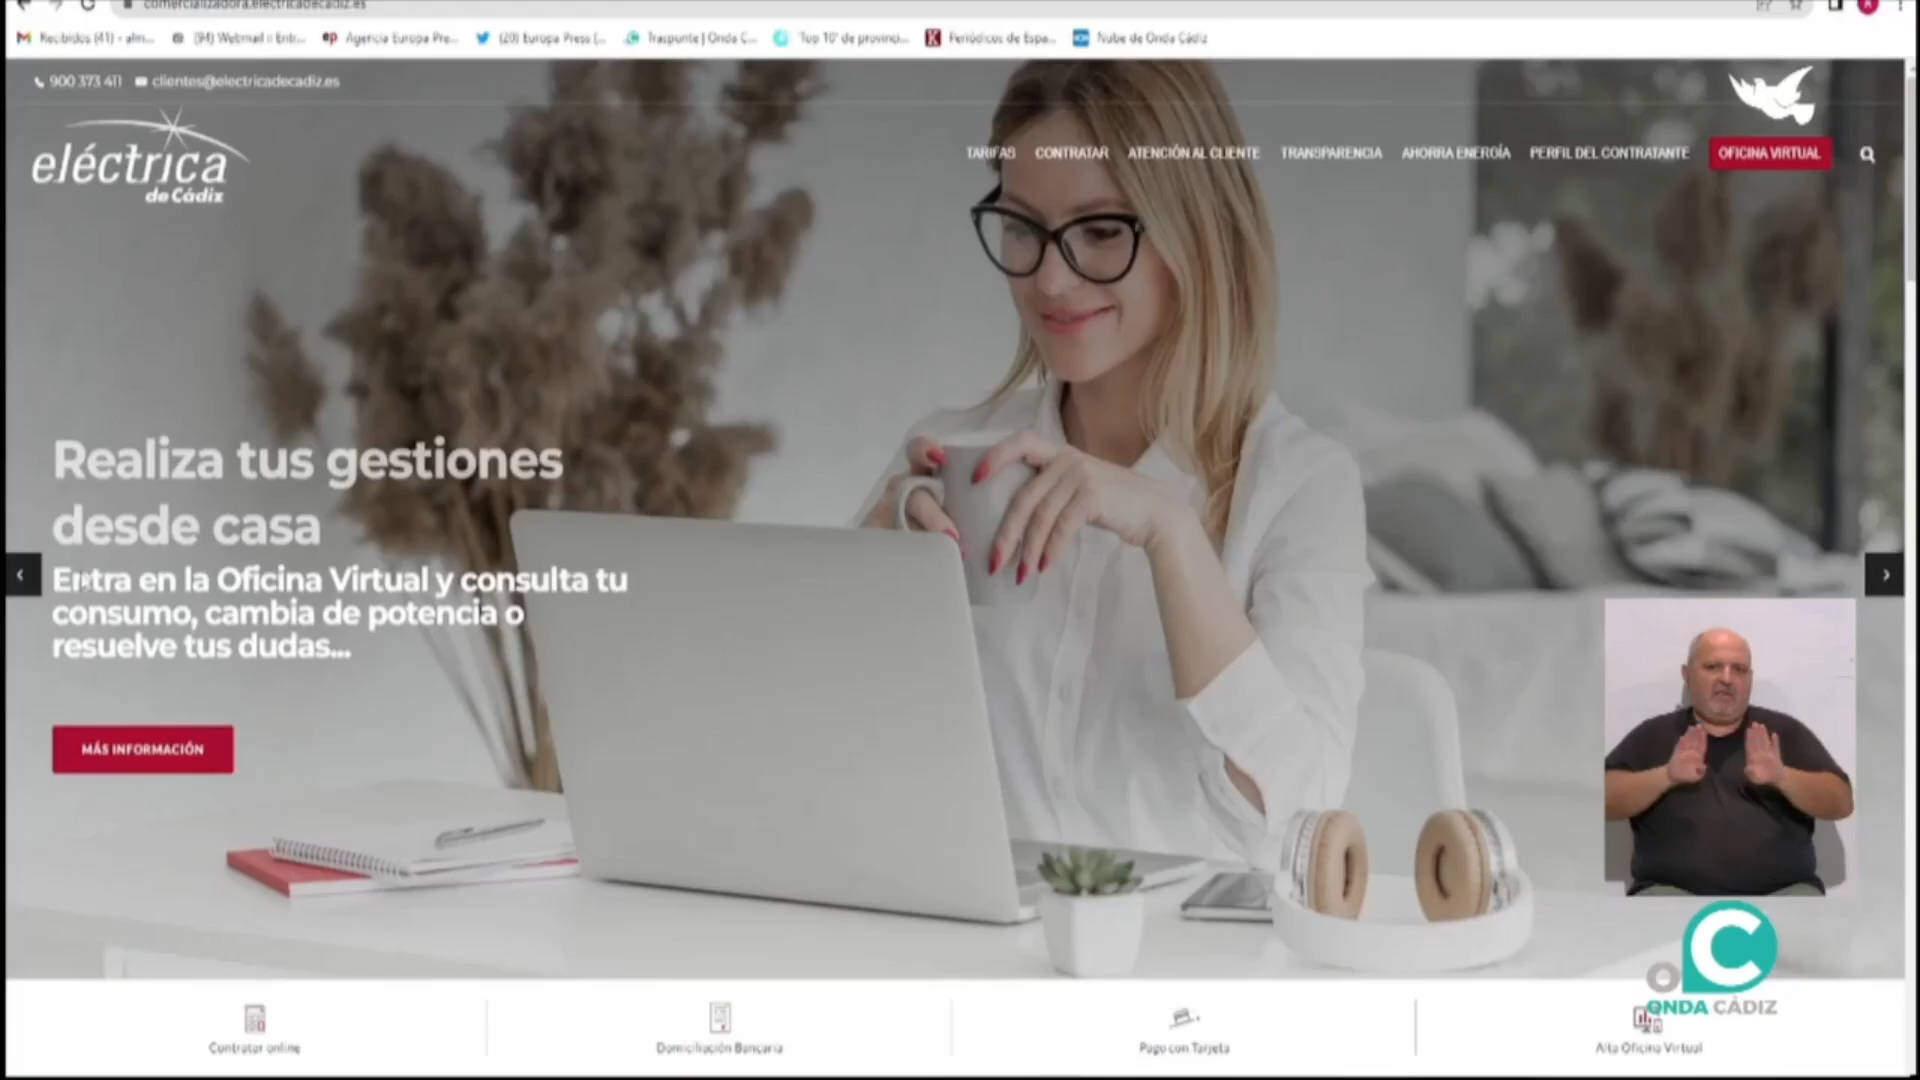 comercializadora.electricadecadiz.es
Recibidos (41) - alm...
(94) Webmail :: Entr...
ep
Agencia Europa Pre...
(20) Europa Press (...
Traspunte | Onda C...
Top 10' de provinci...
K
Periódicos de Espa...
Nube de Onda Cádiz
900 373 411
clientes@electricadecadiz.es
eléctrica
de Cádiz
TARIFAS
CONTRATAR
ATENCIÓN AL CLIENTE
TRANSPARENCIA
AHORRA ENERGÍA
PERFIL DEL CONTRATANTE
OFICINA VIRTUAL
Realiza tus gestiones
desde casa
Entra en la Oficina Virtual y consulta tu
consumo, cambia de potencia o
resuelve tus dudas...
MÁS INFORMACIÓN
O
C
ONDA CÁDIZ
Contratar online
Domiciliación Bancaria
Pago con Tarjeta
Alta Oficina Virtual